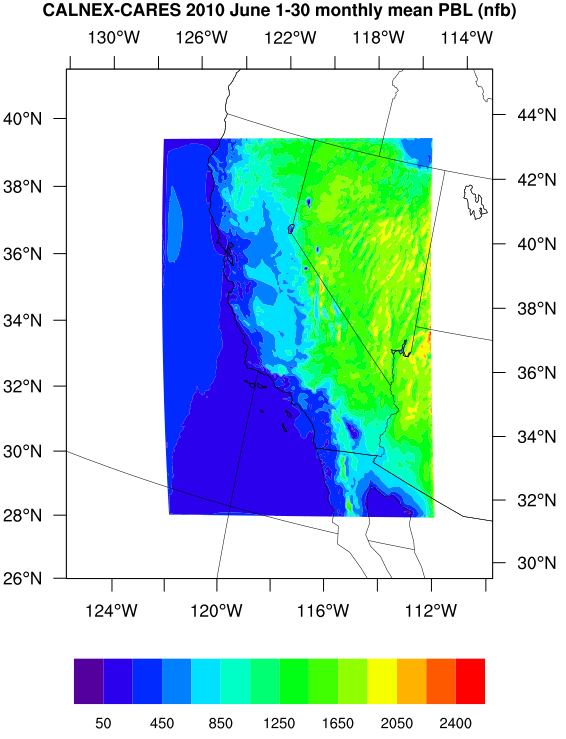 CALNEX-CARES 2010 June 1-30 monthly mean PBL (nfb)
130°W 126°W 122°W 118°W 114°W
40°N 44°N
38°N 42°N
36°N 40°N
34°N 38°N
32°N 36°N
30°N 34°N
28°N 32°N
26°N 30°N
124°W 120°W 116°W 112°W
50 450 850 1250 1650 2050 2400